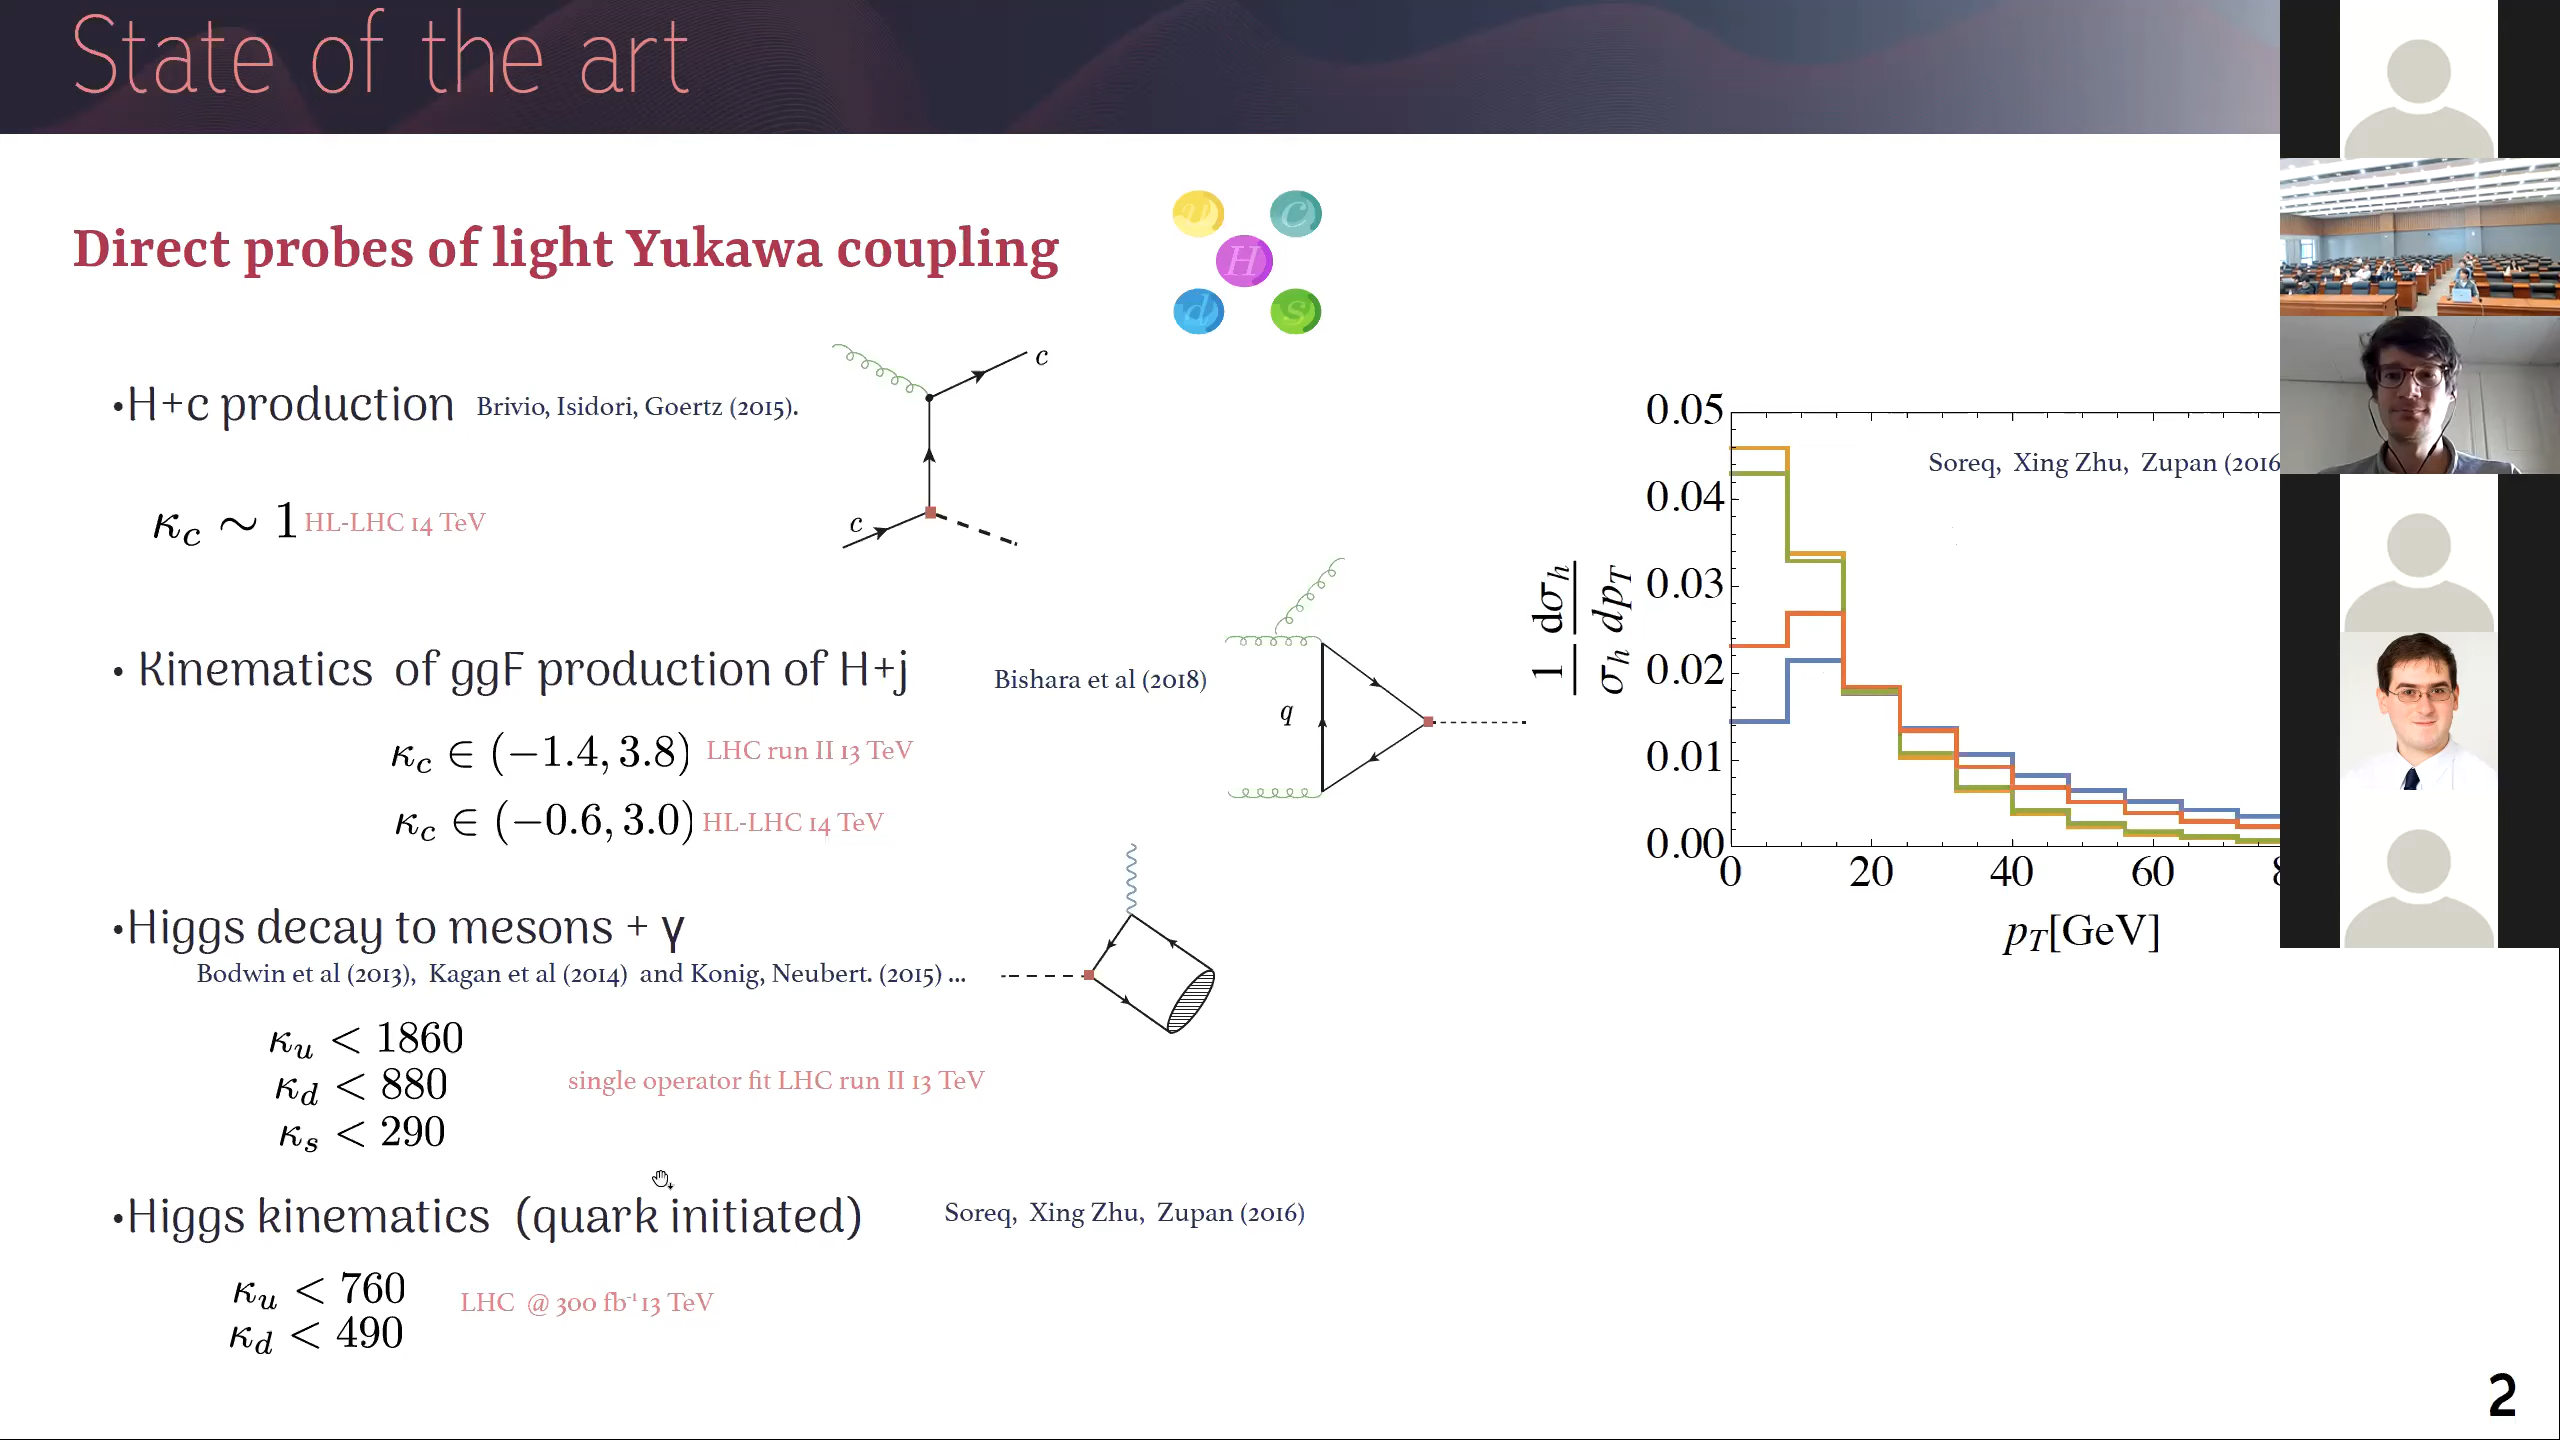 State of the art
Direct probes of light Yukawa coupling
u
c
H
d
s
•H+c production Brivio, Isidori, Goertz (2015).
c
c
κ_c ∼ 1 HL-LHC 14 TeV
• Kinematics of ggF production of H+j Bishara et al (2018)
q
κ_c ∈ (−1.4, 3.8) LHC run II 13 TeV
κ_c ∈ (−0.6, 3.0) HL-LHC 14 TeV
•Higgs decay to mesons + γ
Bodwin et al (2013), Kagan et al (2014) and Konig, Neubert. (2015) ...
κ_u < 1860
κ_d < 880
κ_s < 290
single operator fit LHC run II 13 TeV
•Higgs kinematics (quark initiated) Soreq, Xing Zhu, Zupan (2016)
κ_u < 760
κ_d < 490
LHC @ 300 fb⁻¹ 13 TeV
Soreq, Xing Zhu, Zupan (2016
1/σ_h dσ_h/dp_T
0.05
0.04
0.03
0.02
0.01
0.00
0 20 40 60 8
p_T[GeV]
2